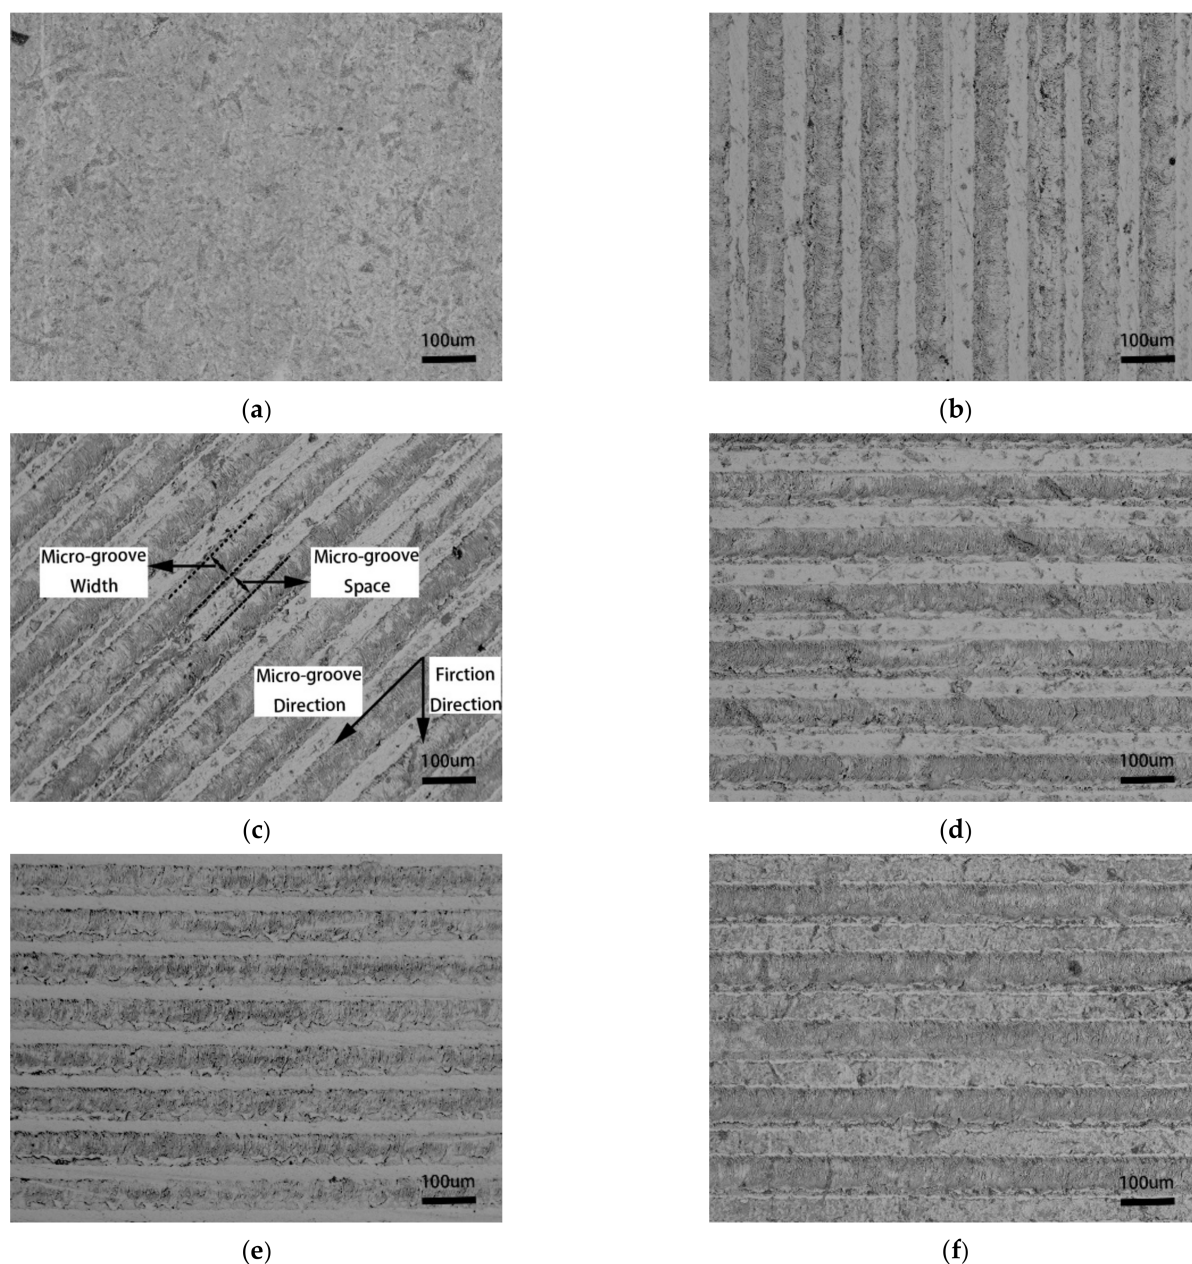 100um
100um
(a)
(b)
Micro-groove
Width
Micro-groove
Space
Micro-groove
Direction
Firction
Direction
100um
100um
(c)
(d)
100um
100um
(e)
(f)